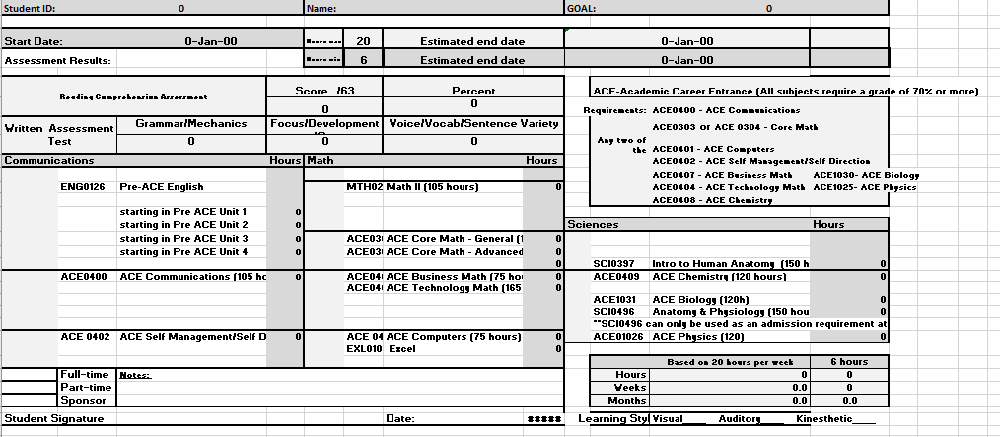 Student ID: 0 Name: GOAL: 0
Start Date: 0-Jan-00 20 Estimated end date 0-Jan-00
Assessment Results: 6 Estimated end date 0-Jan-00
Reading Comprehension Assessment Score /63 Percent
0 0
Written Assessment Test Grammar/Mechanics Focus/Development Voice/Vocab/Sentence Variety
0 0 0
ACE-Academic Career Entrance (All subjects require a grade of 70% or more)
Requirements: ACE0400 - ACE Communications
ACE0303 or ACE 0304 - Core Math
Any two of the ACE0401 - ACE Computers
ACE0402 - ACE Self Management/Self Direction
ACE0407 - ACE Business Math ACE1030- ACE Biology
ACE0404 - ACE Technology Math ACE1025- ACE Physics
ACE0408 - ACE Chemistry
Communications Hours Math Hours
ENG0126 Pre-ACE English MTH02 Math II (105 hours) 0
starting in Pre ACE Unit 1 0
starting in Pre ACE Unit 2 0
starting in Pre ACE Unit 3 0 ACE03 ACE Core Math - General ( 0
starting in Pre ACE Unit 4 0 ACE03 ACE Core Math - Advanced 0
0
ACE0400 ACE Communications (105 ho 0 ACE04 ACE Business Math (75 hou 0
ACE04 ACE Technology Math (165 0
ACE 0402 ACE Self Management/Self D 0 ACE 04 ACE Computers (75 hours) 0
EXL010 Excel 0
Sciences Hours
SCI0397 Intro to Human Anatomy (150 h 0
ACE0409 ACE Chemistry (120 hours) 0
ACE1031 ACE Biology (120h) 0
SCI0496 Anatomy & Physiology (150 hou 0
**SCI0496 can only be used as an admission requirement at
ACE01026 ACE Physics (120) 0
Full-time Notes:
Part-time
Sponsor
Based on 20 hours per week 6 hours
Hours 0 0
Weeks 0.0 0
Months 0.0 0.0
Student Signature Date: ##### Learning Sty Visual____ Auditory____ Kinesthetic____